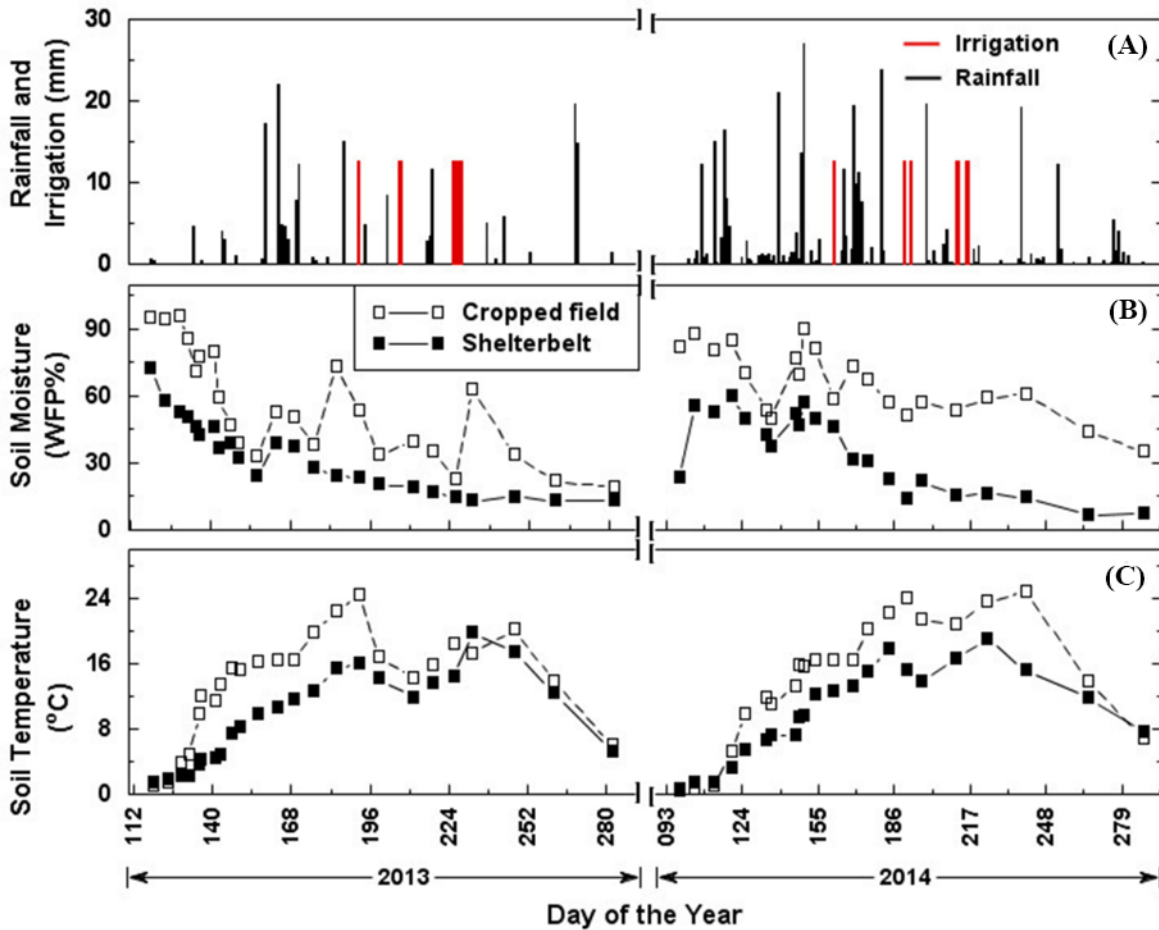 Rainfall and
Irrigation (mm)
30
20
10
0
Irrigation
Rainfall
(A)
Soil Moisture
(WFP%)
90
60
30
0
Cropped field
Shelterbelt
(B)
Soil Temperature
(°C)
24
16
8
0
(C)
112 140 168 196 224 252 280 093 124 155 186 217 248 279
2013 2014
Day of the Year